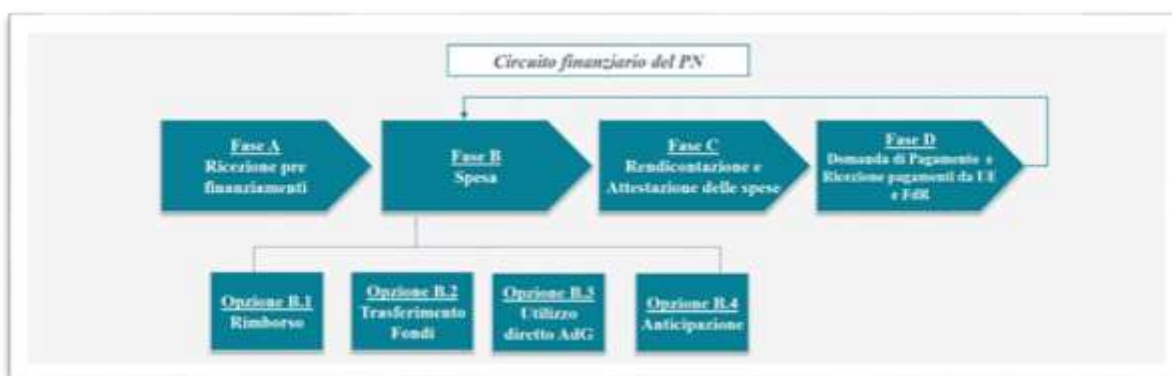 Circuito finanziario del PN
Fase A
Ricezione pre
finanziamenti
Fase B
Spesa
Fase C
Rendicontazione e
Attestazione delle spese
Fase D
Domanda di Pagamento e
Ricezione pagamenti da UE
e FdR
Opzione B.1
Rimborso
Opzione B.2
Trasferimento
Fondi
Opzione B.3
Utilizzo
diretto AdG
Opzione B.4
Anticipazione